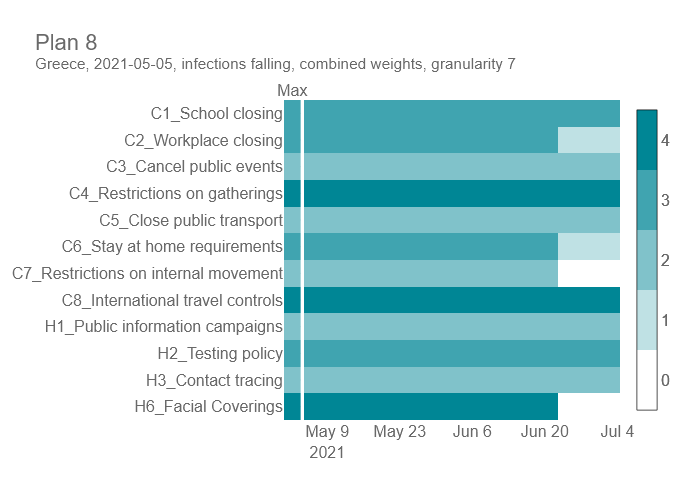 Plan 8
Greece, 2021-05-05, infections falling, combined weights, granularity 7
Max
C1_School closing
C2_Workplace closing
C3_Cancel public events
C4_Restrictions on gatherings
C5_Close public transport
C6_Stay at home requirements
C7_Restrictions on internal movement
C8_International travel controls
H1_Public information campaigns
H2_Testing policy
H3_Contact tracing
H6_Facial Coverings
May 9 May 23 Jun 6 Jun 20 Jul 4
2021
4
3
2
1
0